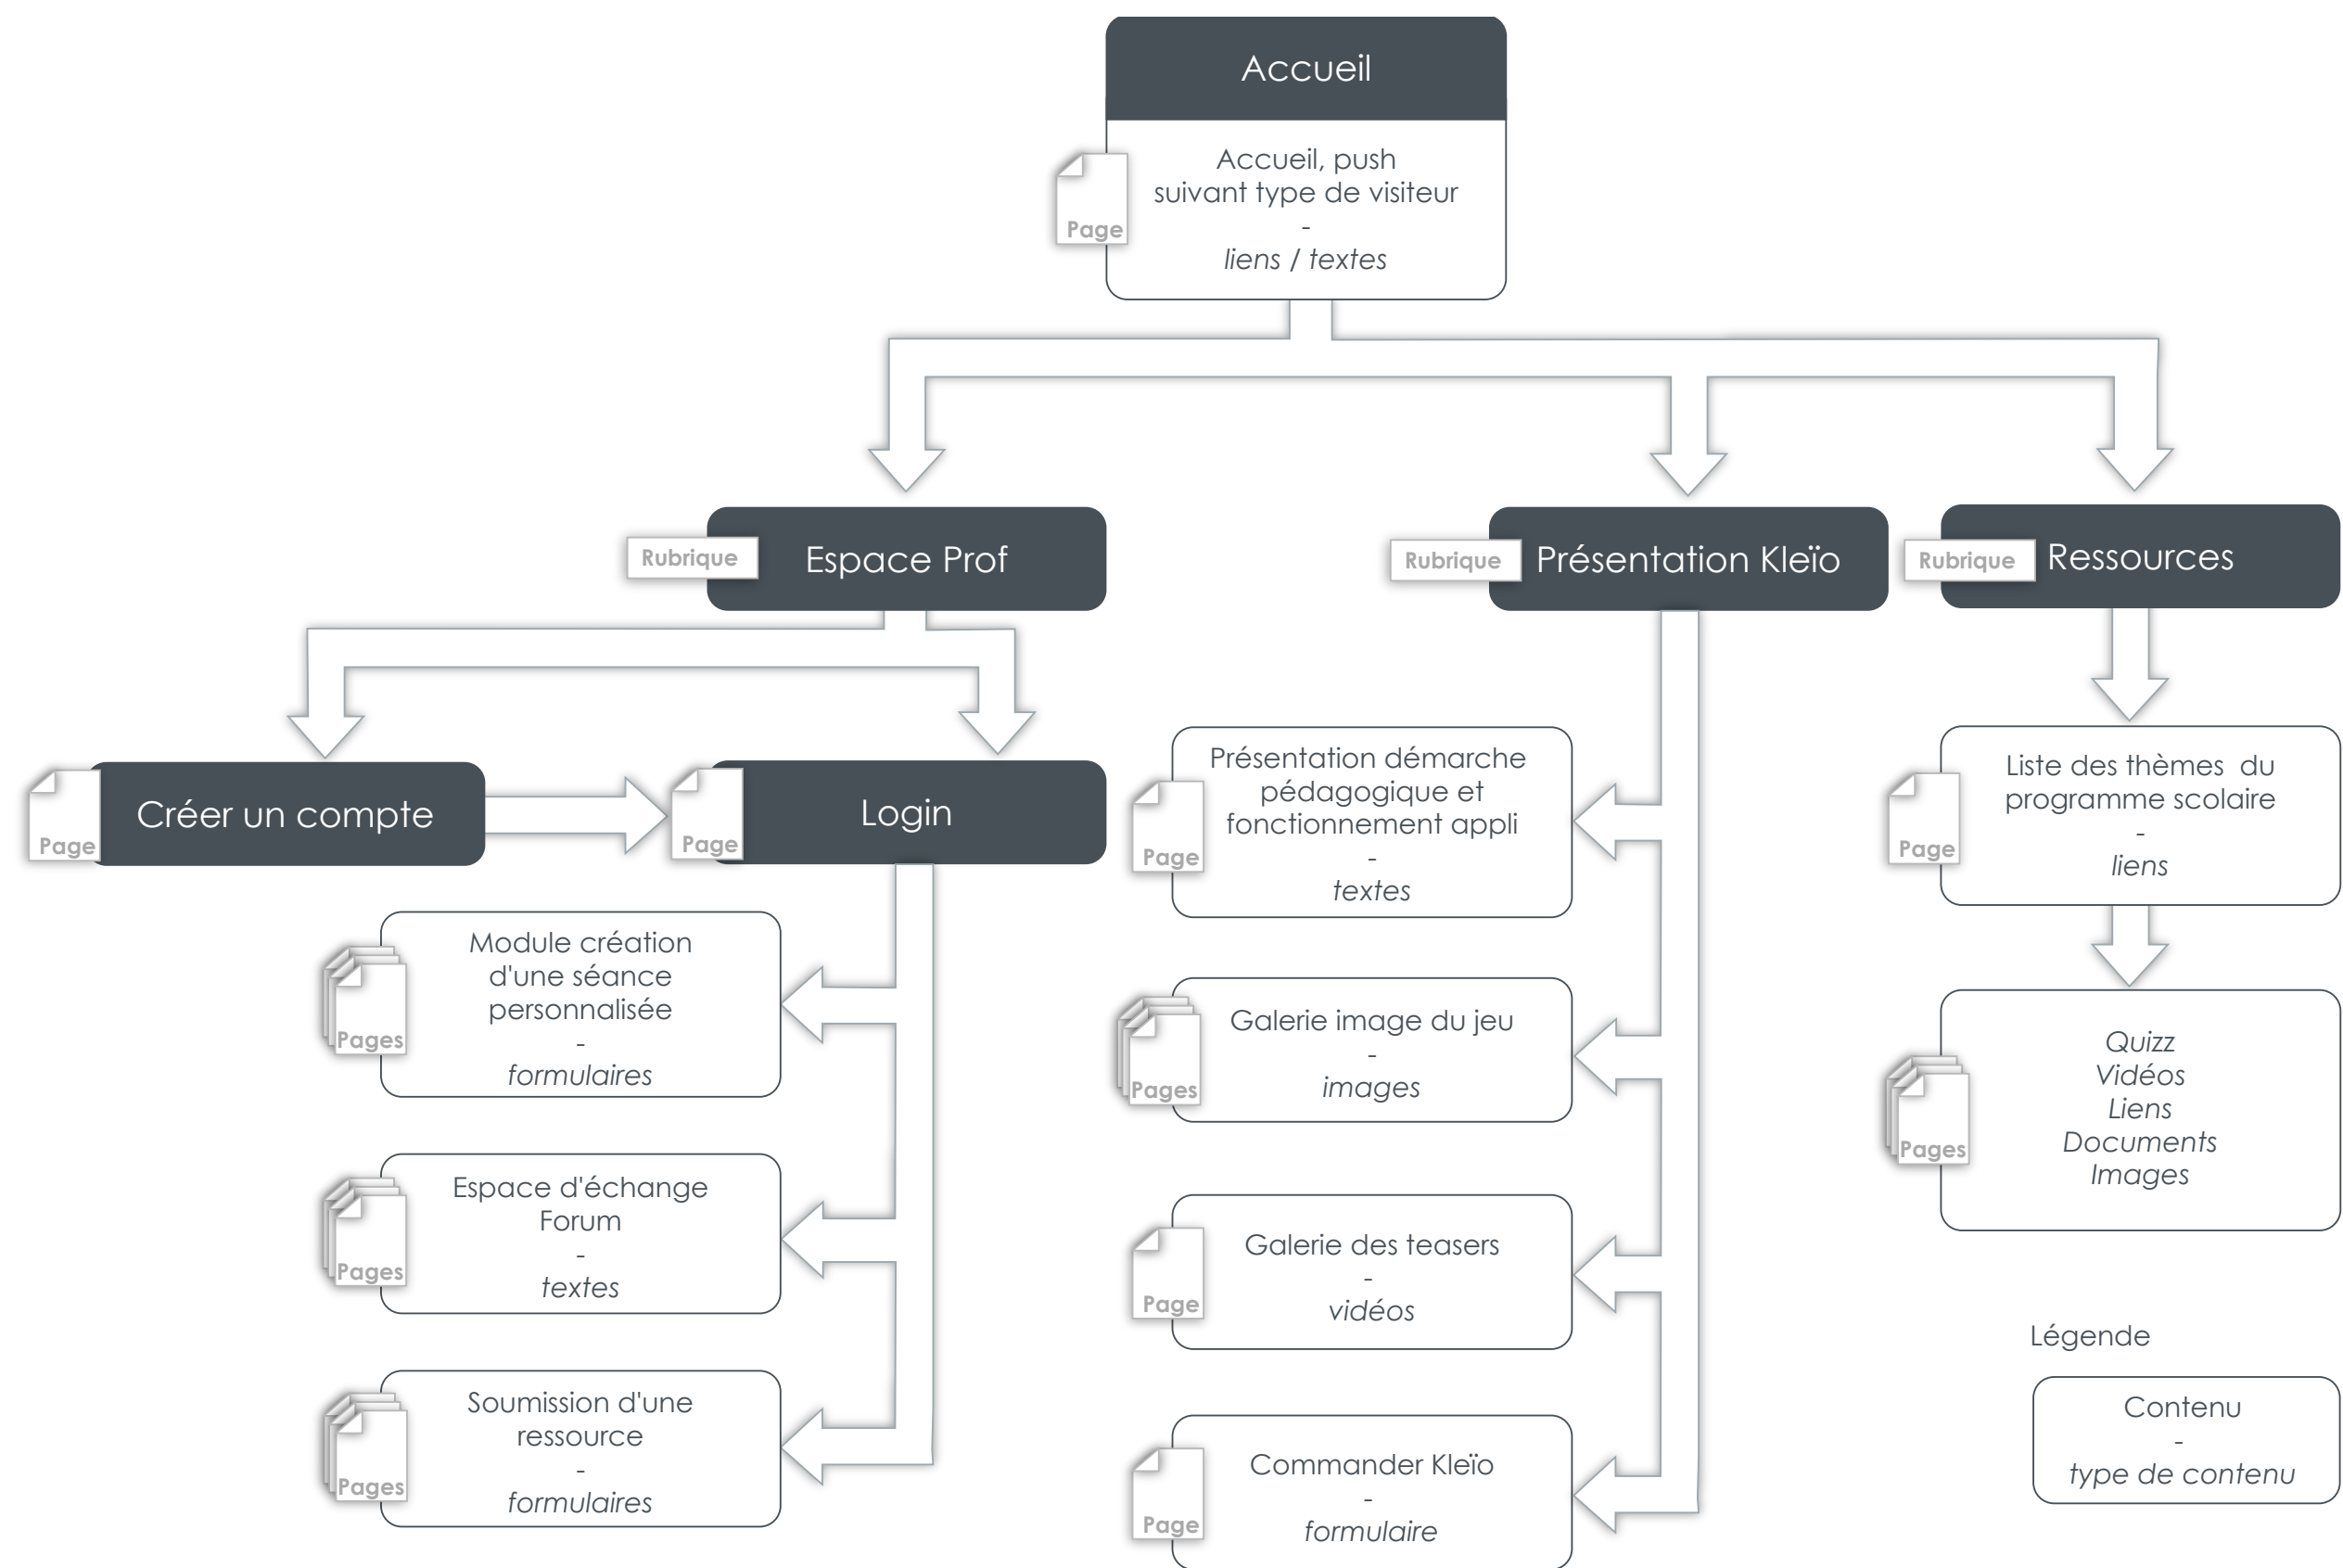 Accueil
Accueil, push
suivant type de visiteur
-
liens / textes
Page
Rubrique
Espace Prof
Rubrique
Présentation Kleïo
Rubrique
Ressources
Page
Créer un compte
Page
Login
Module création
d'une séance
personnalisée
-
formulaires
Pages
Espace d'échange
Forum
-
textes
Pages
Soumission d'une
ressource
-
formulaires
Pages
Présentation démarche
pédagogique et
fonctionnement appli
-
textes
Page
Galerie image du jeu
-
images
Pages
Galerie des teasers
-
vidéos
Page
Commander Kleïo
-
formulaire
Page
Liste des thèmes  du
programme scolaire
-
liens
Page
Quizz
Vidéos
Liens
Documents
Images
Pages
Légende
Contenu
-
type de contenu